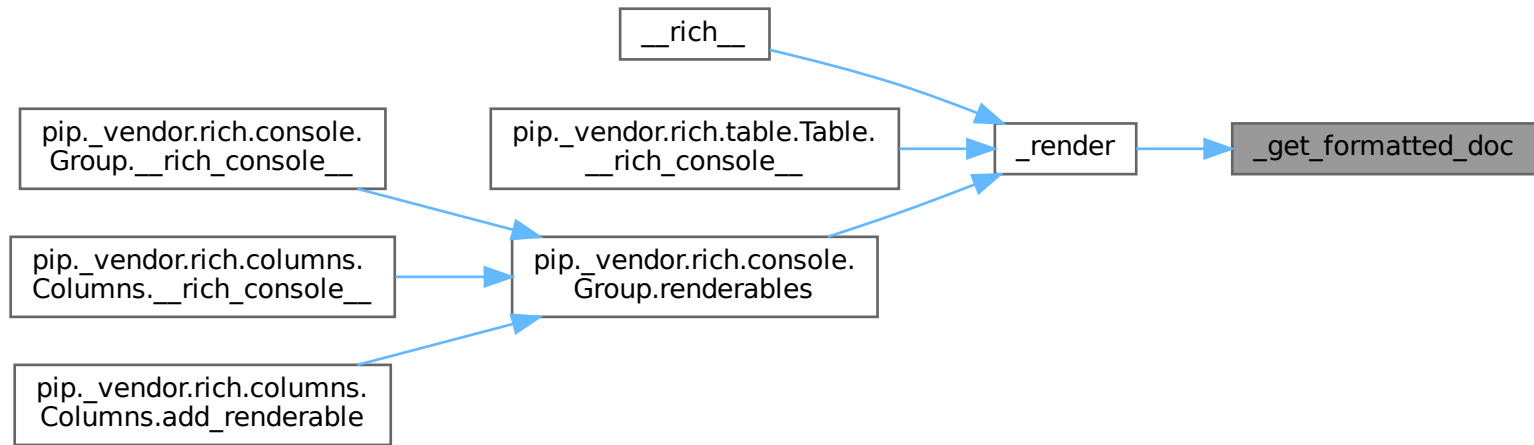 __rich__
pip._vendor.rich.console.
Group.__rich_console__
pip._vendor.rich.table.Table.
__rich_console__
_render
_get_formatted_doc
pip._vendor.rich.columns.
Columns.__rich_console__
pip._vendor.rich.console.
Group.renderables
pip._vendor.rich.columns.
Columns.add_renderable